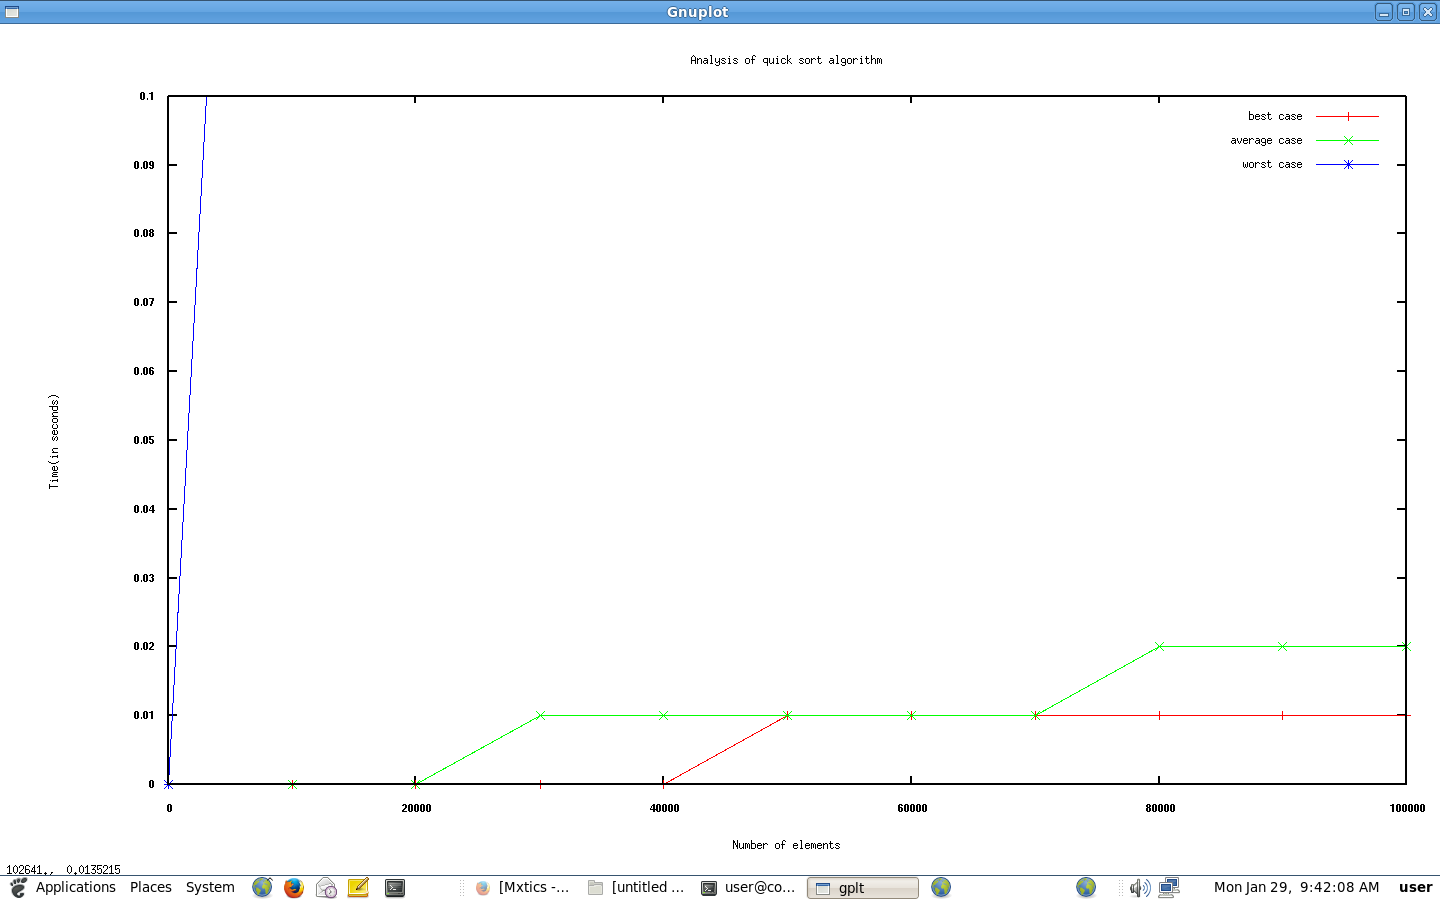 Gnuplot
Analysis of quick sort algorithm
0.1
0.09
0.08
0.07
0.06
0.05
0.04
0.03
0.02
0.01
0
Time(in seconds)
best case
average case
worst case
0 20000 40000 60000 80000 100000
Number of elements
102641., 0.0135215
Applications Places System [Mxtics -... [untitled ... user@co... gplt Mon Jan 29, 9:42:08 AM user